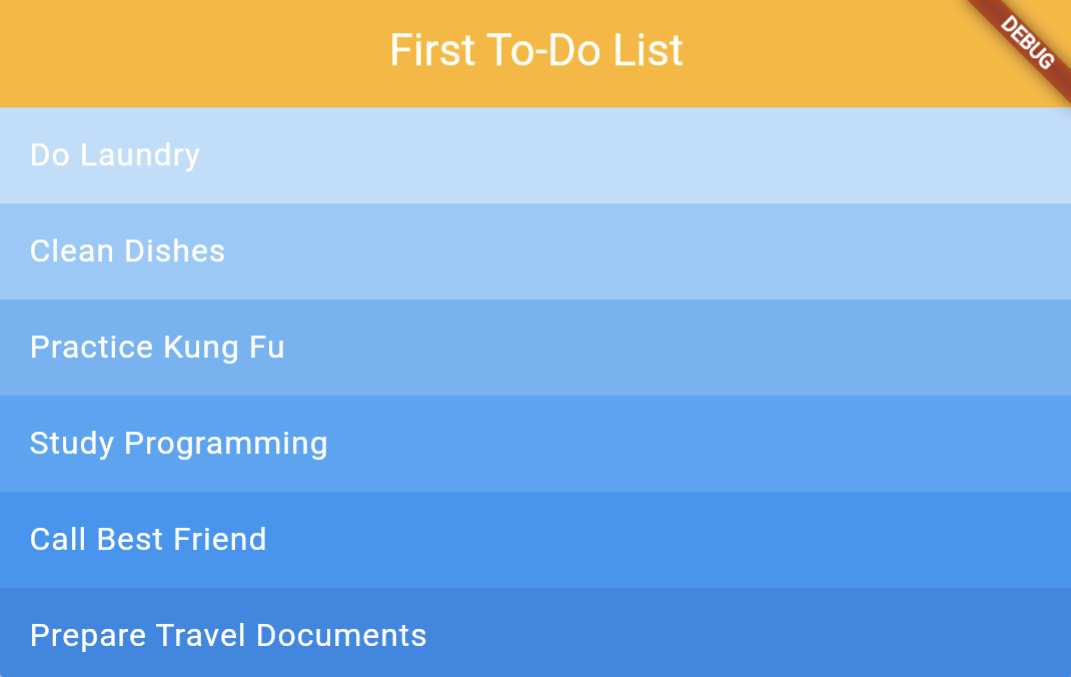 First To-Do List
DEBUG
Do Laundry
Clean Dishes
Practice Kung Fu
Study Programming
Call Best Friend
Prepare Travel Documents